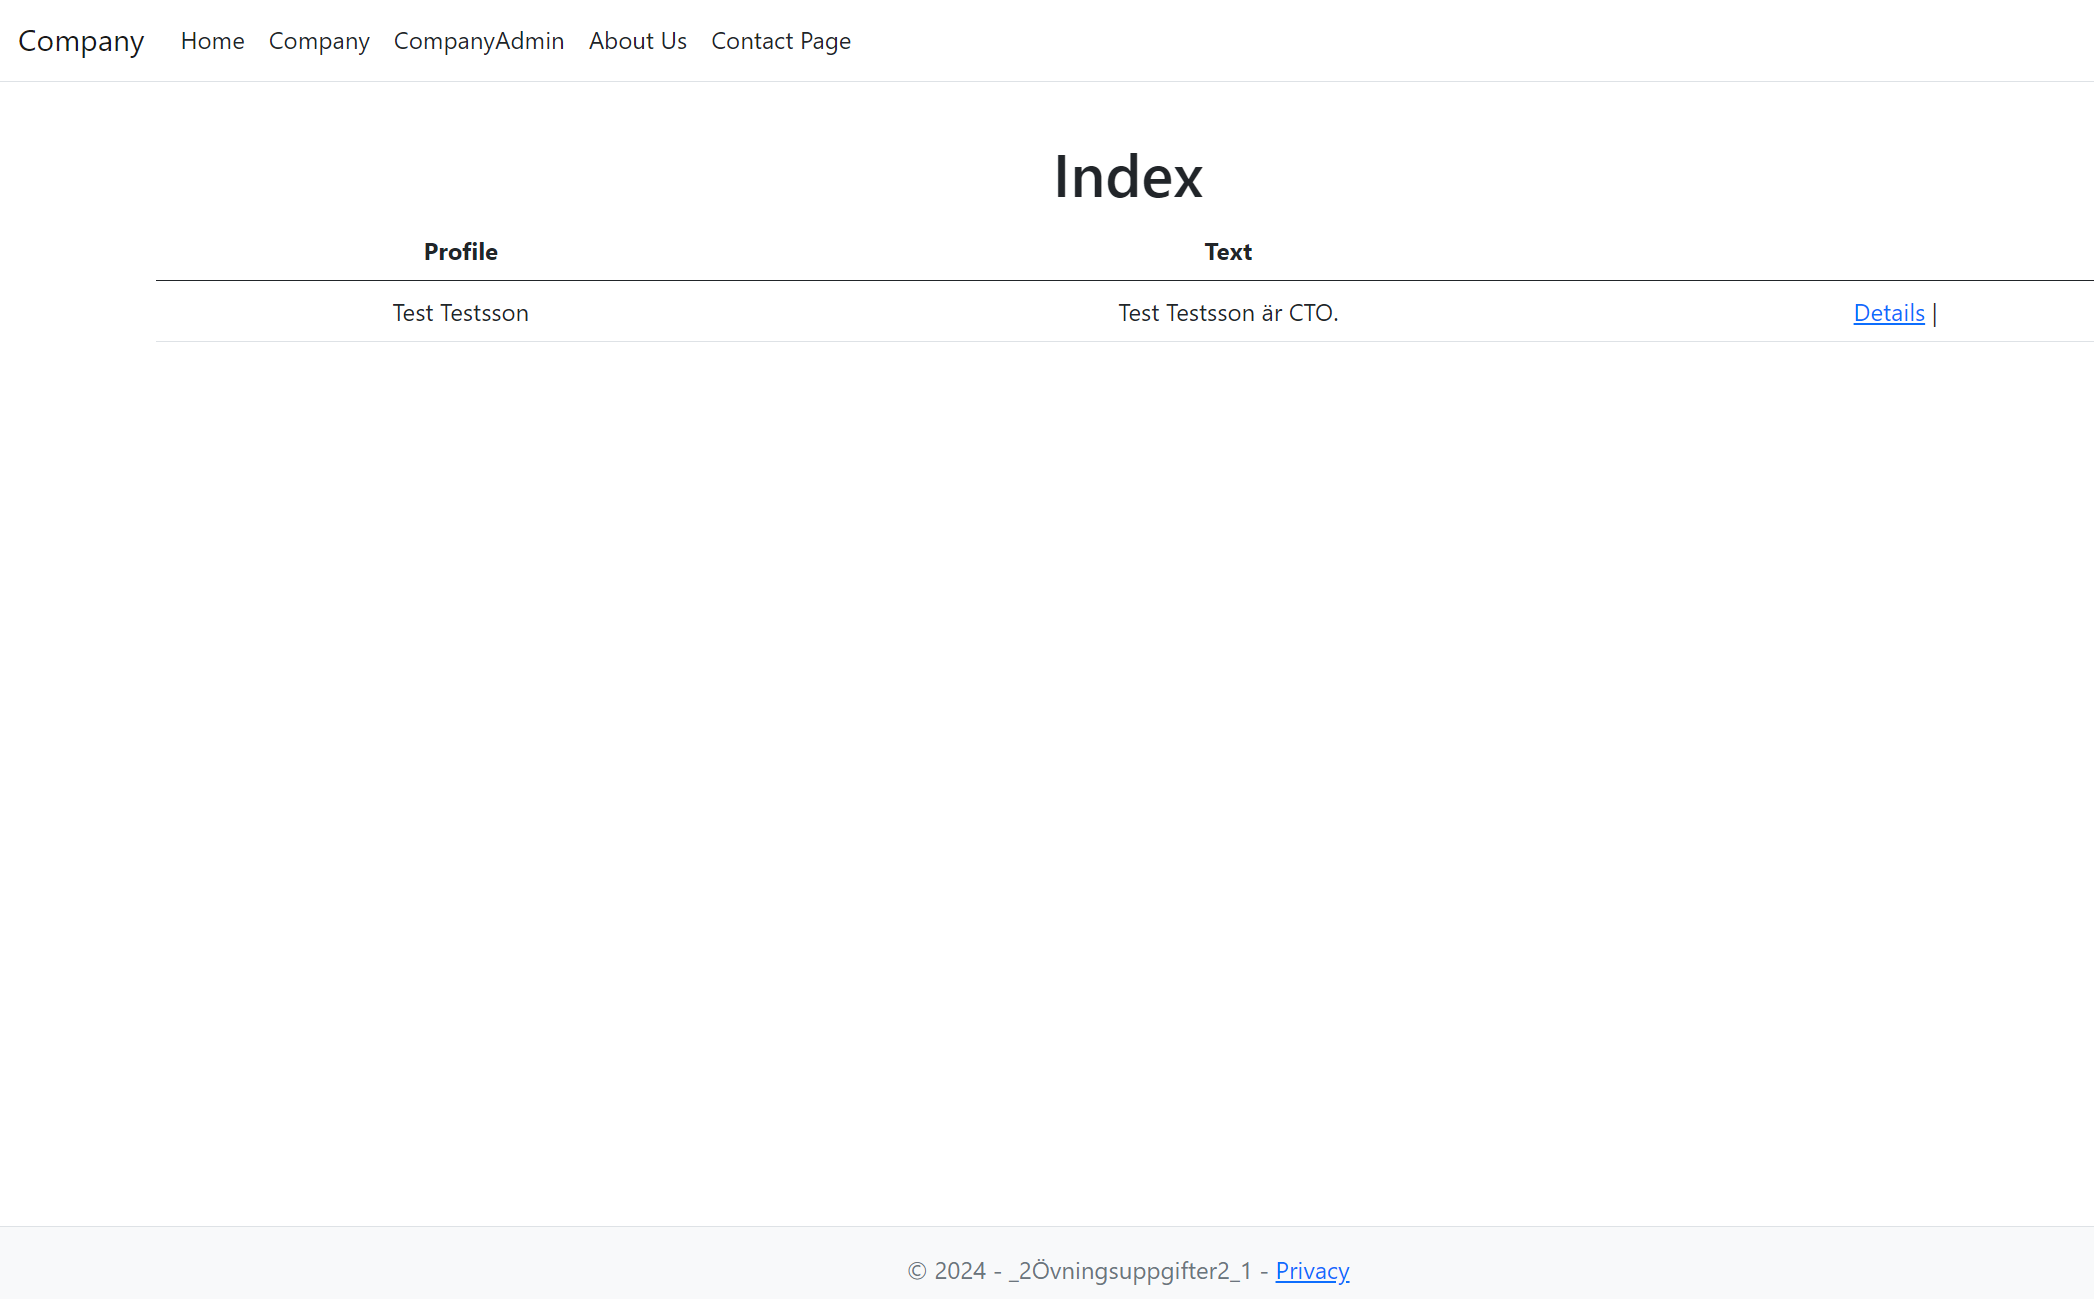 Company Home Company CompanyAdmin About Us Contact Page
Index
Profile Text
Test Testsson Test Testsson är CTO. Details |
© 2024 - _2Övningsuppgifter2_1 - Privacy